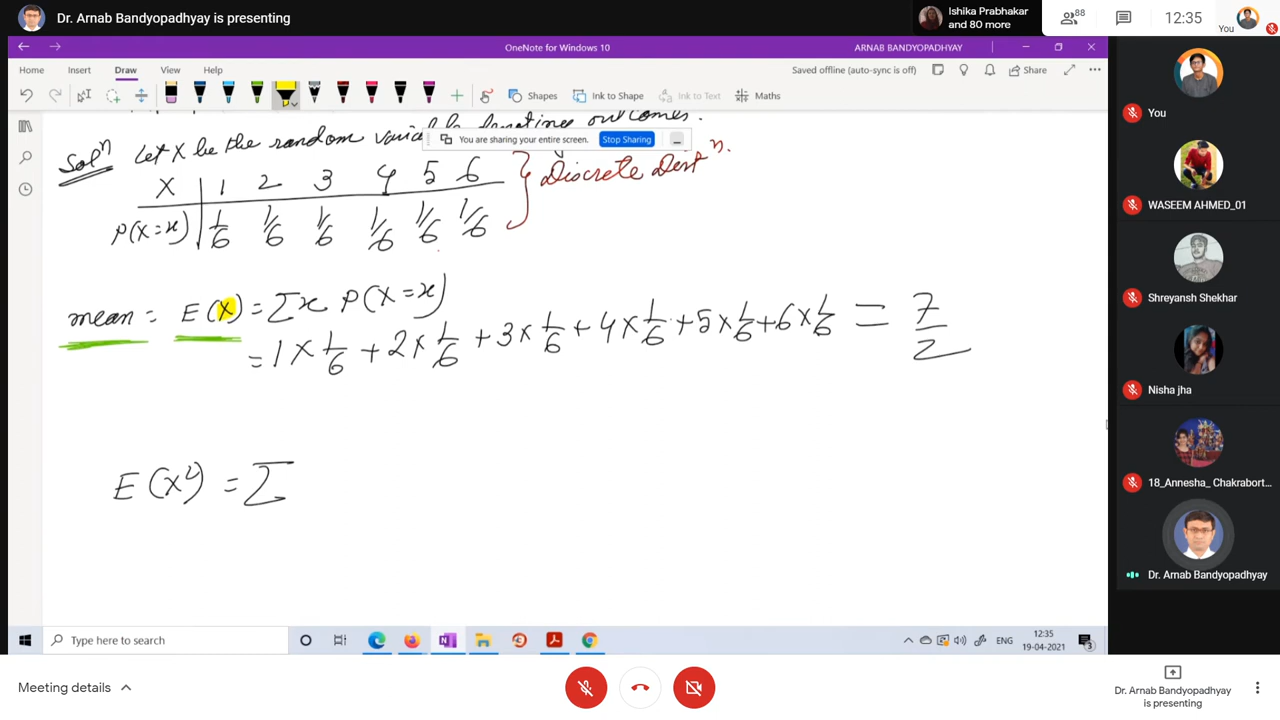 Dr. Arnab Bandyopadhyay is presenting
Ishika Prabhakar
and 80 more
88
12:35
You
OneNote for Windows 10
ARNAB BANDYOPADHYAY
Home Insert Draw View Help
Saved offline (auto-sync is off)
Share
Shapes
Ink to Shape
Ink to Text
Maths
outcomes.
You are sharing your entire screen.
Stop Sharing
Solⁿ Let X be the random
X 1 2 3 4 5 6
P(X=x) 1/6 1/6 1/6 1/6 1/6 1/6
Discrete Distⁿ.
mean = E(X) = Σx P(X=x)
= 1 × 1/6 + 2 × 1/6 + 3 × 1/6 + 4 × 1/6 + 5 × 1/6 + 6 × 1/6 = 7/2
E(X²) = Σ
You
WASEEM AHMED_01
Shreyansh Shekhar
Nisha jha
18_Annesha_ Chakrabort...
Dr. Arnab Bandyopadhyay
Type here to search
ENG
12:35
19-04-2021
3
Meeting details
Dr. Arnab Bandyopadhyay
is presenting